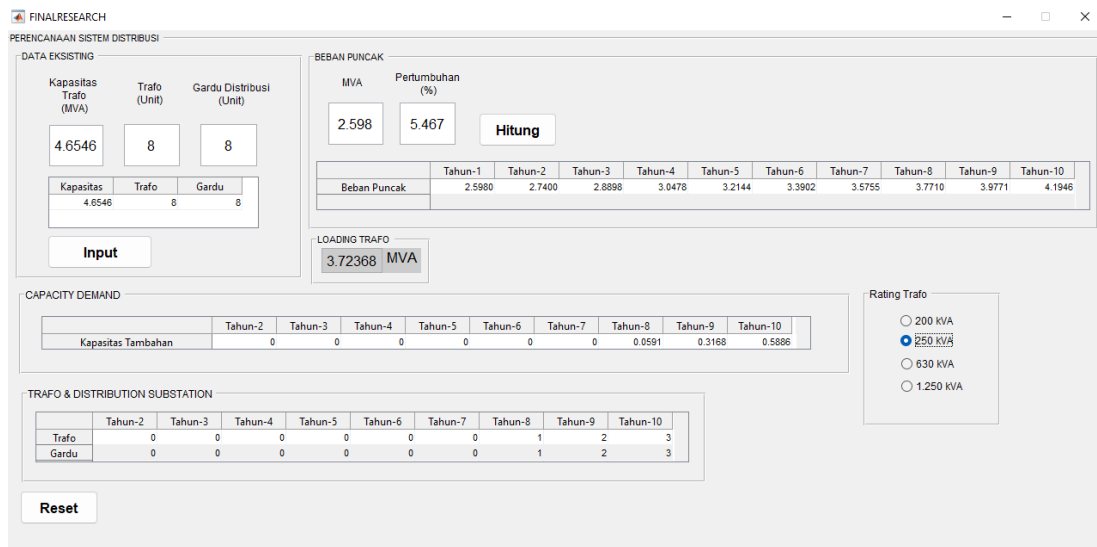 FINALRESEARCH
PERENCANAAN SISTEM DISTRIBUSI
DATA EKSISTING
Kapasitas Trafo (MVA)
Trafo (Unit)
Gardu Distribusi (Unit)
4.6546 8 8
Kapasitas Trafo Gardu
4.6546 8 8
Input
BEBAN PUNCAK
MVA
Pertumbuhan (%)
2.598 5.467 Hitung
Tahun-1 Tahun-2 Tahun-3 Tahun-4 Tahun-5 Tahun-6 Tahun-7 Tahun-8 Tahun-9 Tahun-10
Beban Puncak 2.5980 2.7400 2.8898 3.0478 3.2144 3.3902 3.5755 3.7710 3.9771 4.1946
LOADING TRAFO
3.72368 MVA
CAPACITY DEMAND
Tahun-2 Tahun-3 Tahun-4 Tahun-5 Tahun-6 Tahun-7 Tahun-8 Tahun-9 Tahun-10
Kapasitas Tambahan 0 0 0 0 0 0 0.0591 0.3168 0.5886
Rating Trafo
200 kVA
250 kVA
630 kVA
1.250 kVA
TRAFO & DISTRIBUTION SUBSTATION
Tahun-2 Tahun-3 Tahun-4 Tahun-5 Tahun-6 Tahun-7 Tahun-8 Tahun-9 Tahun-10
Trafo 0 0 0 0 0 0 1 2 3
Gardu 0 0 0 0 0 0 1 2 3
Reset